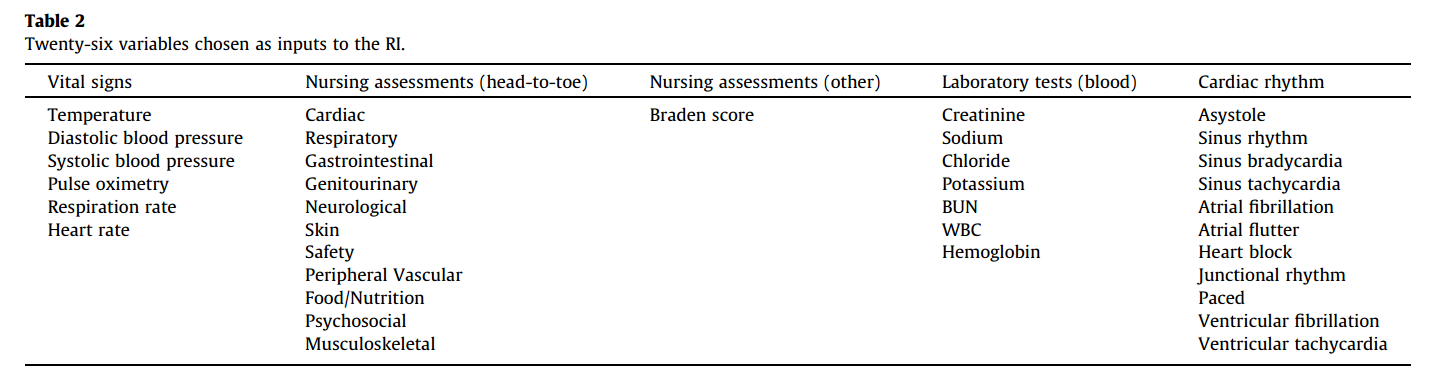 Table 2
Twenty-six variables chosen as inputs to the RI.
Vital signs Nursing assessments (head-to-toe) Nursing assessments (other) Laboratory tests (blood) Cardiac rhythm
Temperature Cardiac Braden score Creatinine Asystole
Diastolic blood pressure Respiratory Sodium Sinus rhythm
Systolic blood pressure Gastrointestinal Chloride Sinus bradycardia
Pulse oximetry Genitourinary Potassium Sinus tachycardia
Respiration rate Neurological BUN Atrial fibrillation
Heart rate Skin WBC Atrial flutter
Safety Hemoglobin Heart block
Peripheral Vascular Junctional rhythm
Food/Nutrition Paced
Psychosocial Ventricular fibrillation
Musculoskeletal Ventricular tachycardia